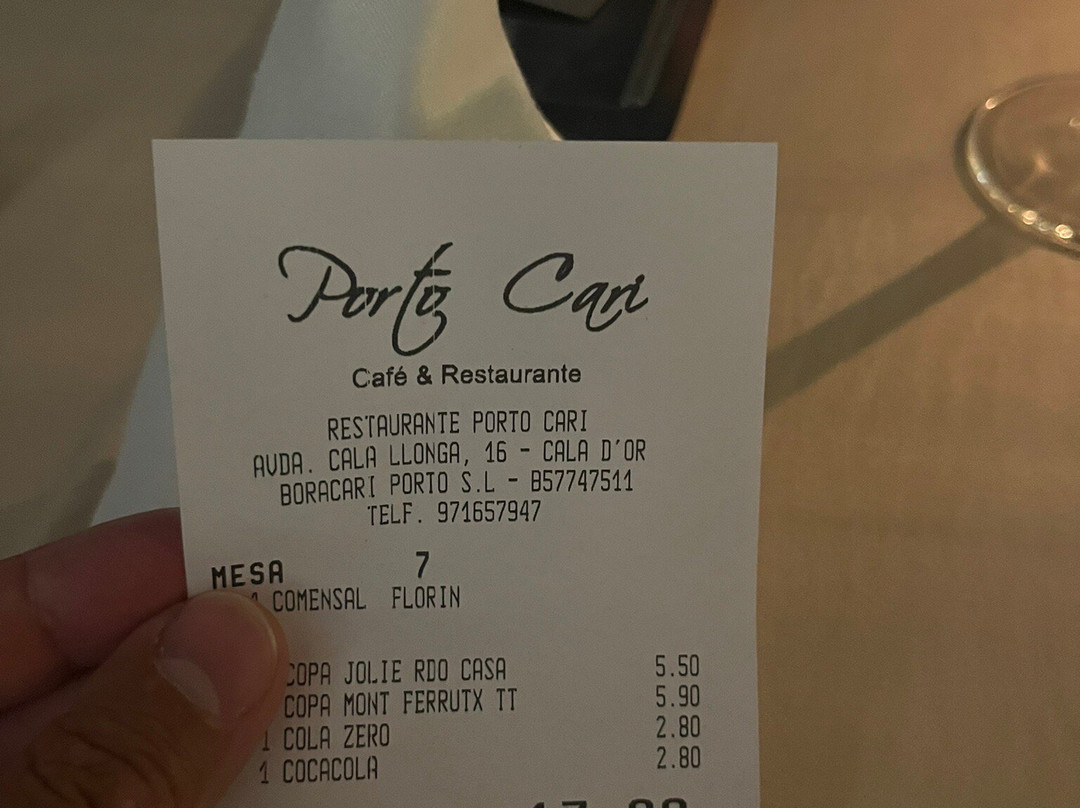 Porto Cari
Café & Restaurante
RESTAURANTE PORTO CARI
AVDA. CALA LLONGA, 16 - CALA D'OR
BORACARI PORTO S.L - B57747511
TELF. 971657947
MESA 7
COMENSAL FLORIN
COPA JOLIE RDO CASA 5.50
COPA MONT FERRUTX TT 5.90
1 COLA ZERO 2.80
1 COCACOLA 2.80